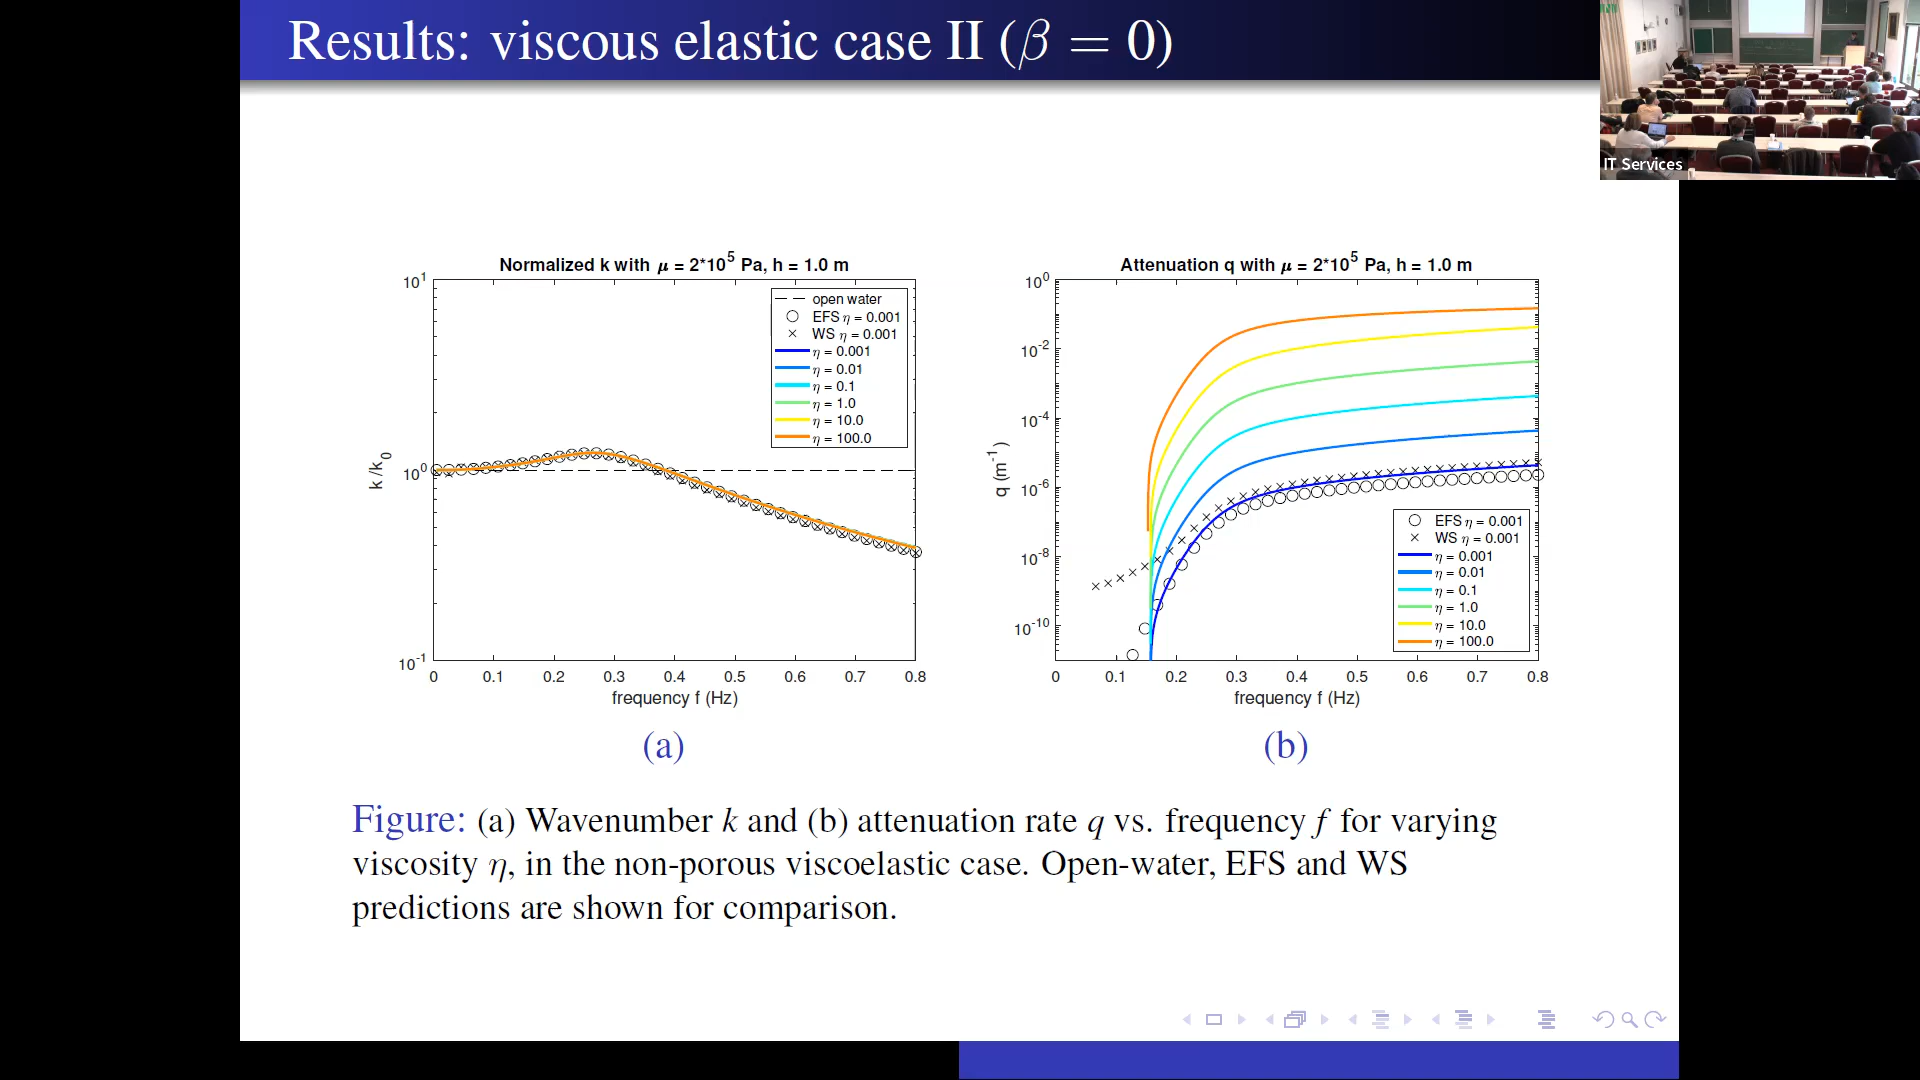 Results: viscous elastic case II (β = 0)
IT Services
Normalized k with μ = 2*10^5 Pa, h = 1.0 m
10^1
10^0
10^-1
k /k_0
open water
EFS η = 0.001
WS η = 0.001
η = 0.001
η = 0.01
η = 0.1
η = 1.0
η = 10.0
η = 100.0
0 0.1 0.2 0.3 0.4 0.5 0.6 0.7 0.8
frequency f (Hz)
(a)
Attenuation q with μ = 2*10^5 Pa, h = 1.0 m
10^0
10^-2
10^-4
10^-6
10^-8
10^-10
q (m^-1)
EFS η = 0.001
WS η = 0.001
η = 0.001
η = 0.01
η = 0.1
η = 1.0
η = 10.0
η = 100.0
0 0.1 0.2 0.3 0.4 0.5 0.6 0.7 0.8
frequency f (Hz)
(b)
Figure: (a) Wavenumber k and (b) attenuation rate q vs. frequency f for varying
viscosity η, in the non-porous viscoelastic case. Open-water, EFS and WS
predictions are shown for comparison.